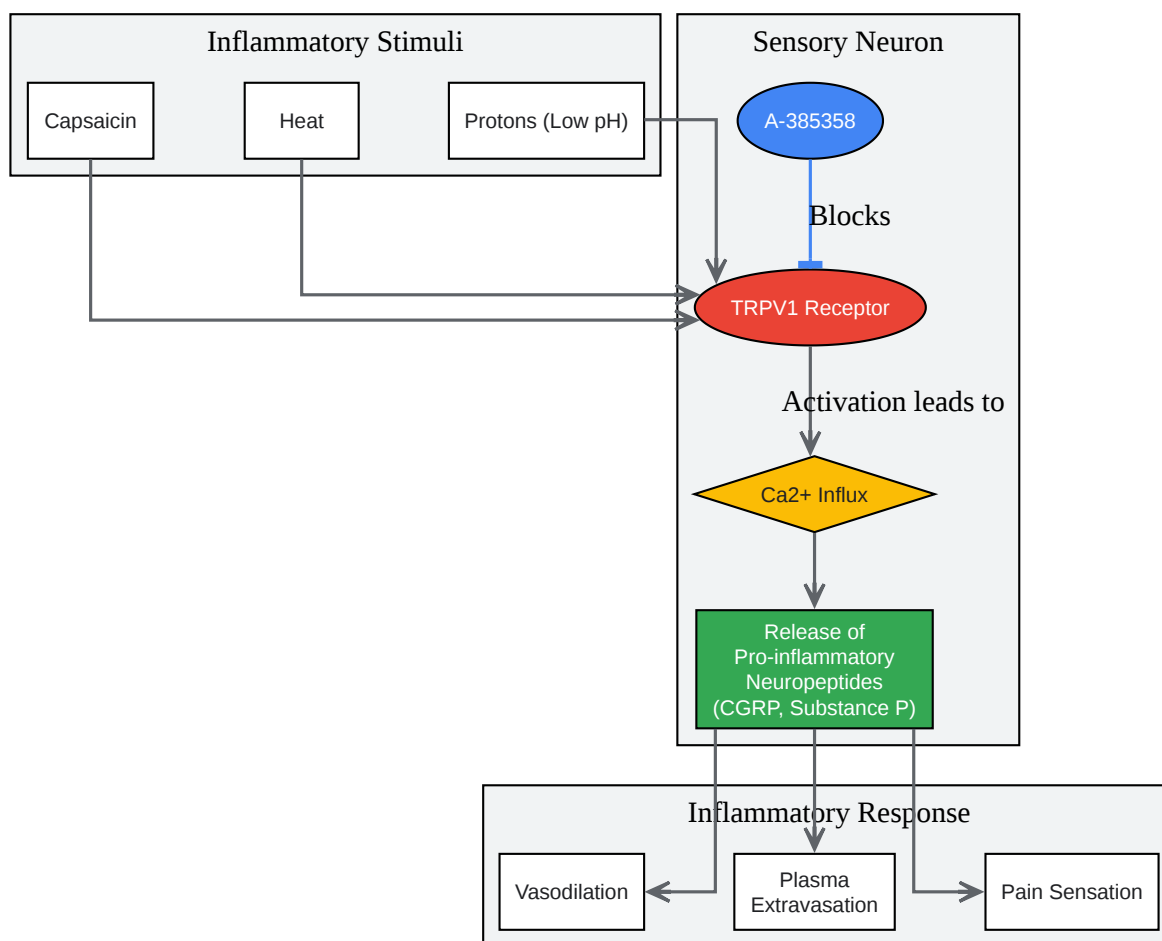 Inflammatory Stimuli
Sensory Neuron
Capsaicin
Heat
Protons (Low pH)
A-385358
Blocks
TRPV1 Receptor
Activation leads to
Ca2+ Influx
Release of
Pro-inflammatory
Neuropeptides
(CGRP, Substance P)
Inflammatory Response
Vasodilation
Plasma
Extravasation
Pain Sensation